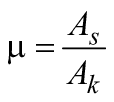 μ = A_s / A_k